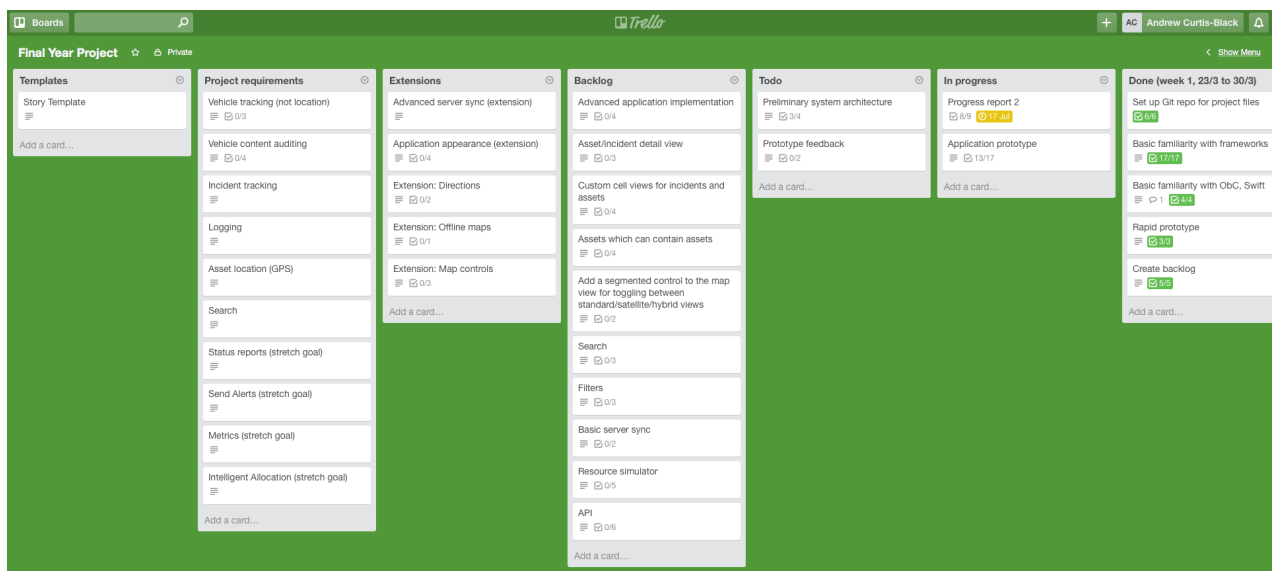 Boards
Trello
+
AC Andrew Curtis-Black
Final Year Project
Private
< Show Menu
Templates
Story Template
Add a card...
Project requirements
Vehicle tracking (not location)
0/3
Vehicle content auditing
0/4
Incident tracking
Logging
Asset location (GPS)
Search
Status reports (stretch goal)
Send Alerts (stretch goal)
Metrics (stretch goal)
Intelligent Allocation (stretch goal)
Add a card...
Extensions
Advanced server sync (extension)
Application appearance (extension)
0/4
Extension: Directions
0/2
Extension: Offline maps
0/1
Extension: Map controls
0/3
Add a card...
Backlog
Advanced application implementation
0/4
Asset/incident detail view
0/3
Custom cell views for incidents and
assets
0/4
Assets which can contain assets
0/4
Add a segmented control to the map
view for toggling between
standard/satellite/hybrid views
0/2
Search
0/3
Filters
0/3
Basic server sync
0/2
Resource simulator
0/5
API
0/6
Add a card...
Todo
Preliminary system architecture
3/4
Prototype feedback
0/2
Add a card...
In progress
Progress report 2
8/9 17 Jul
Application prototype
13/17
Add a card...
Done (week 1, 23/3 to 30/3)
Set up Git repo for project files
6/6
Basic familiarity with frameworks
17/17
Basic familiarity with ObC, Swift
1 4/4
Rapid prototype
3/3
Create backlog
5/5
Add a card...